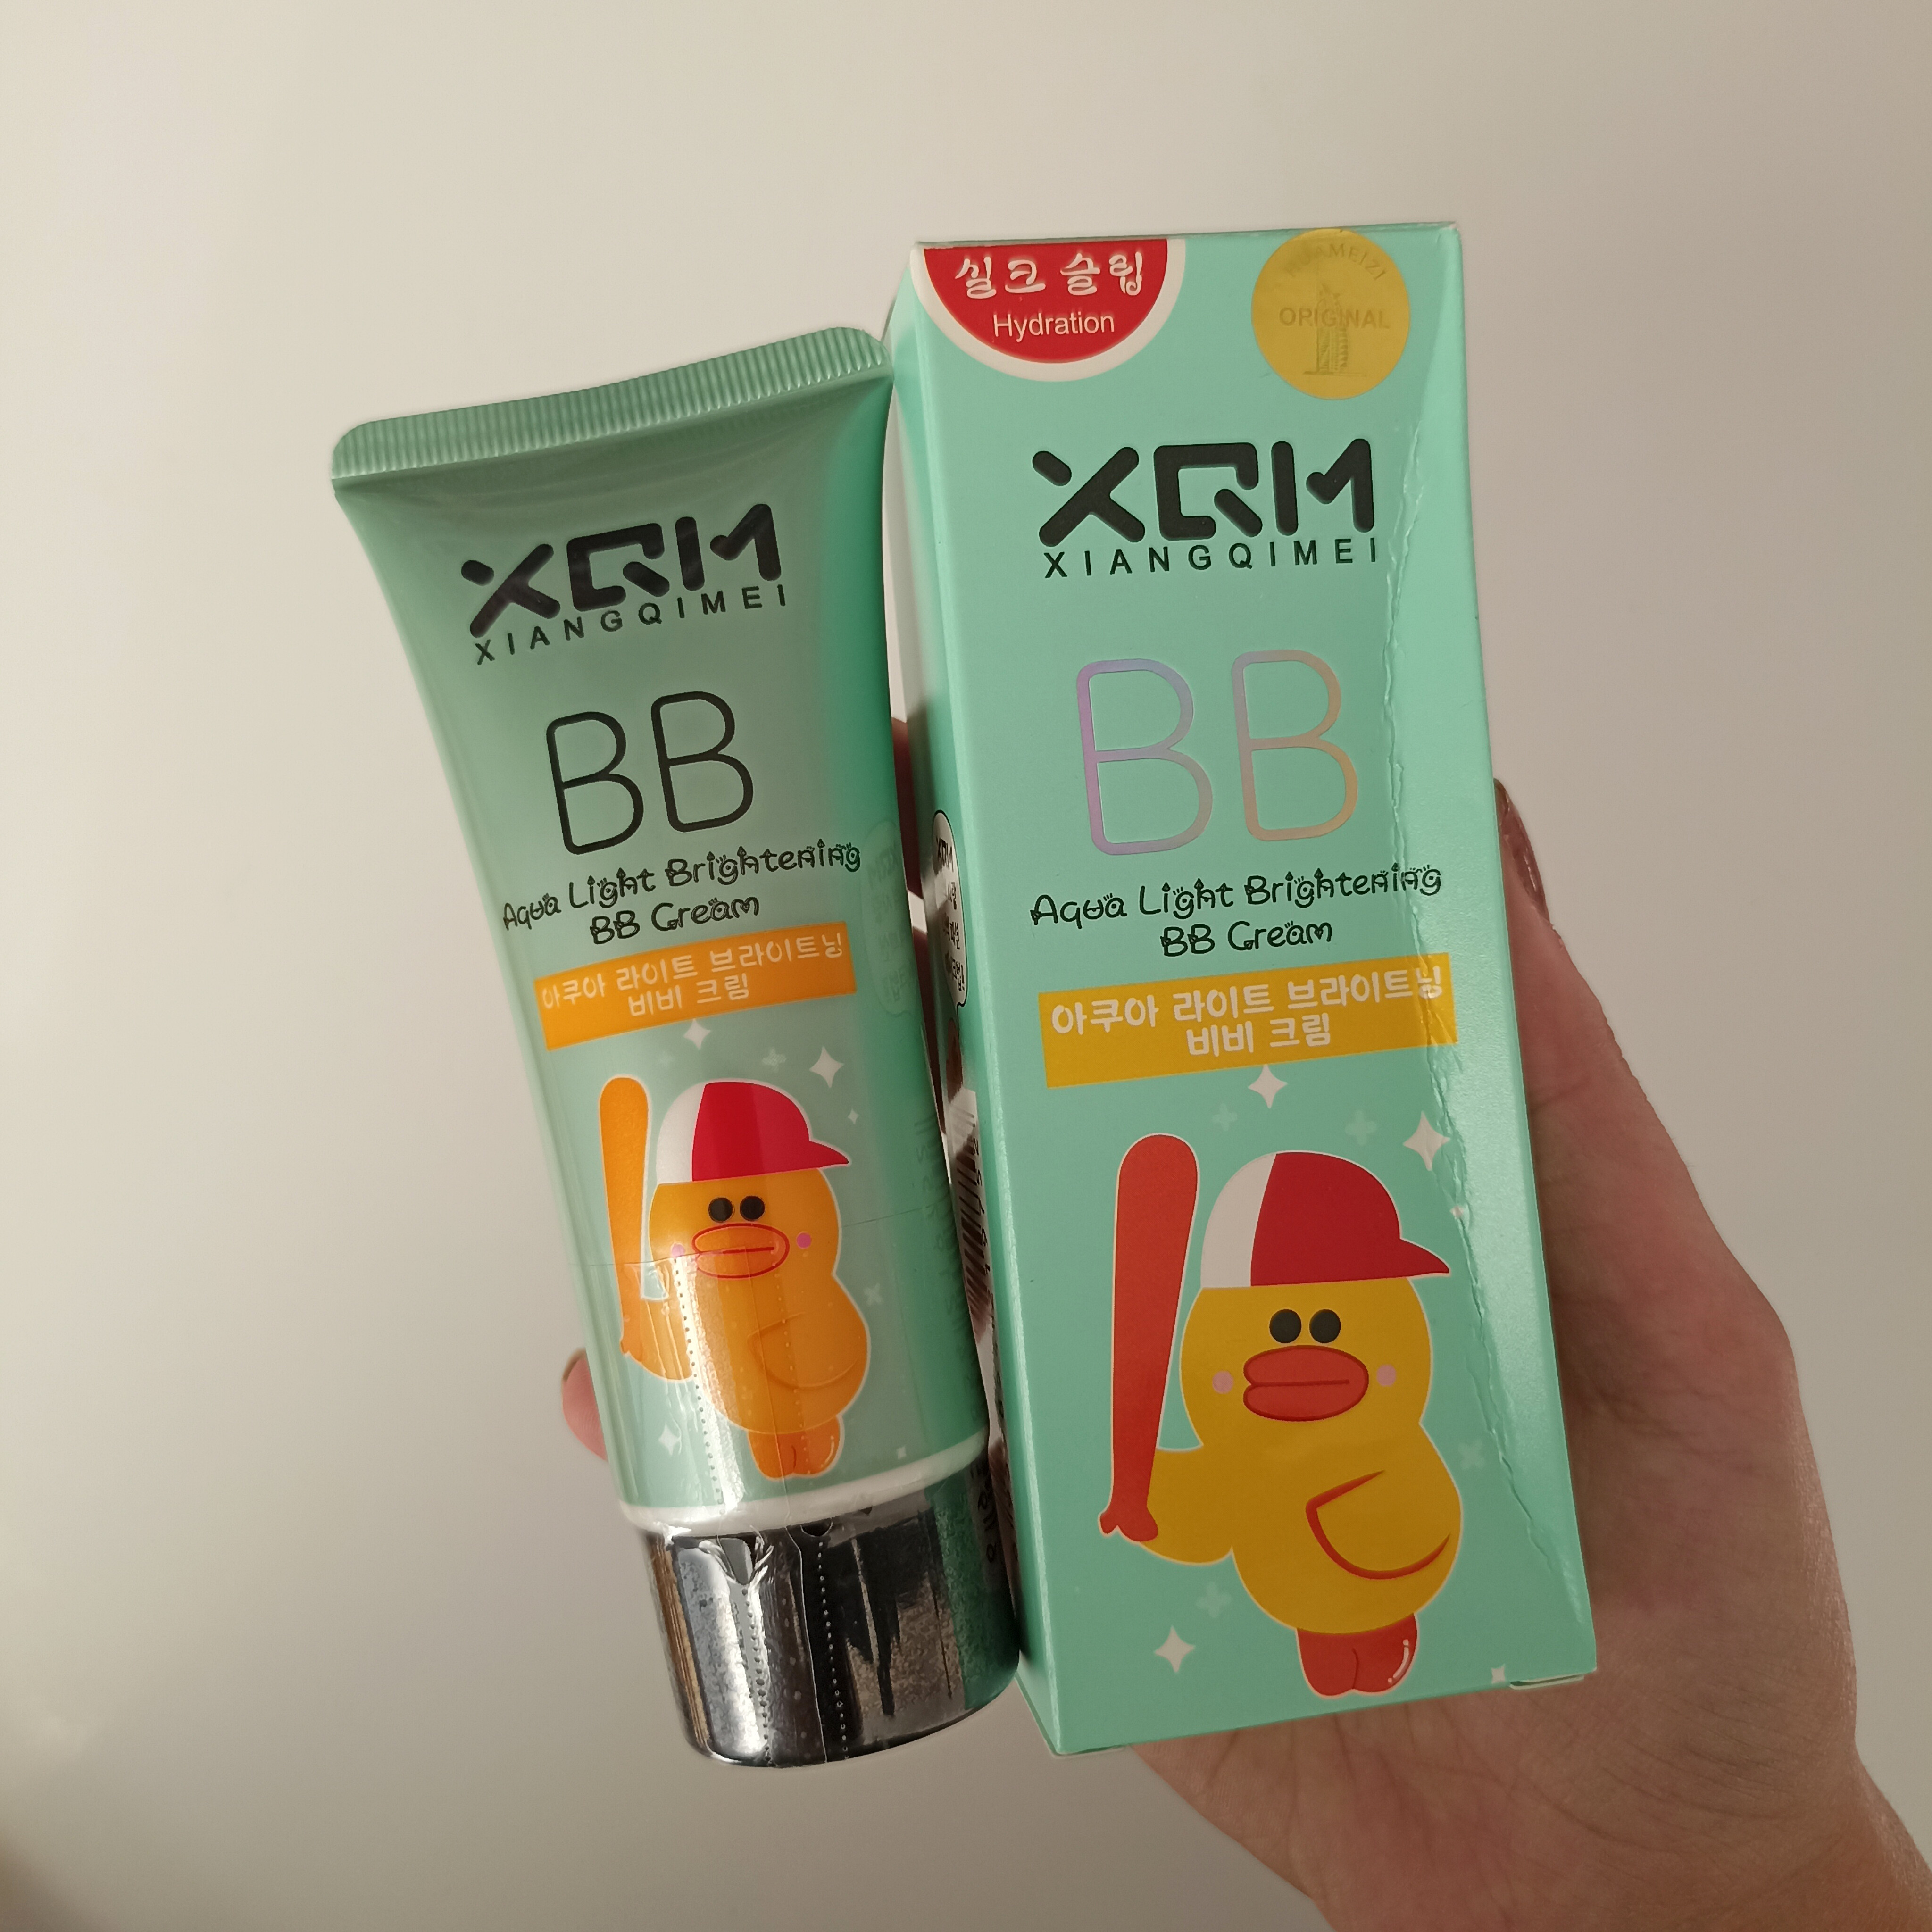 XQM
XIANGQIMEI
BB
Aqua Light Brightening
BB Cream
아쿠아 라이트 브라이트닝
비비 크림
실크 슬립
Hydration
HUAMEIZI
ORIGINAL
XQM
XIANGQIMEI
BB
Aqua Light Brightening
BB Cream
아쿠아 라이트 브라이트닝
비비 크림